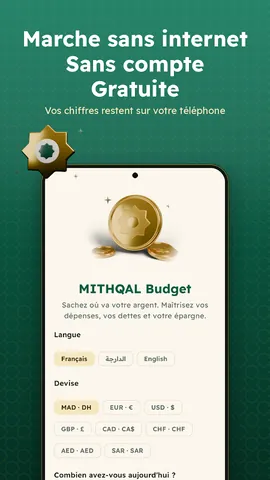 Marche sans internet
Sans compte
Gratuite
Vos chiffres restent sur votre téléphone
MITHQAL Budget
Sachez où va votre argent. Maîtrisez vos
dépenses, vos dettes et votre épargne.
Langue
Français الدارجة English
Devise
MAD · DH EUR · € USD · $
GBP · £ CAD · CA$ CHF · CHF
AED · AED SAR · SAR
Combien avez-vous aujourd'hui ?